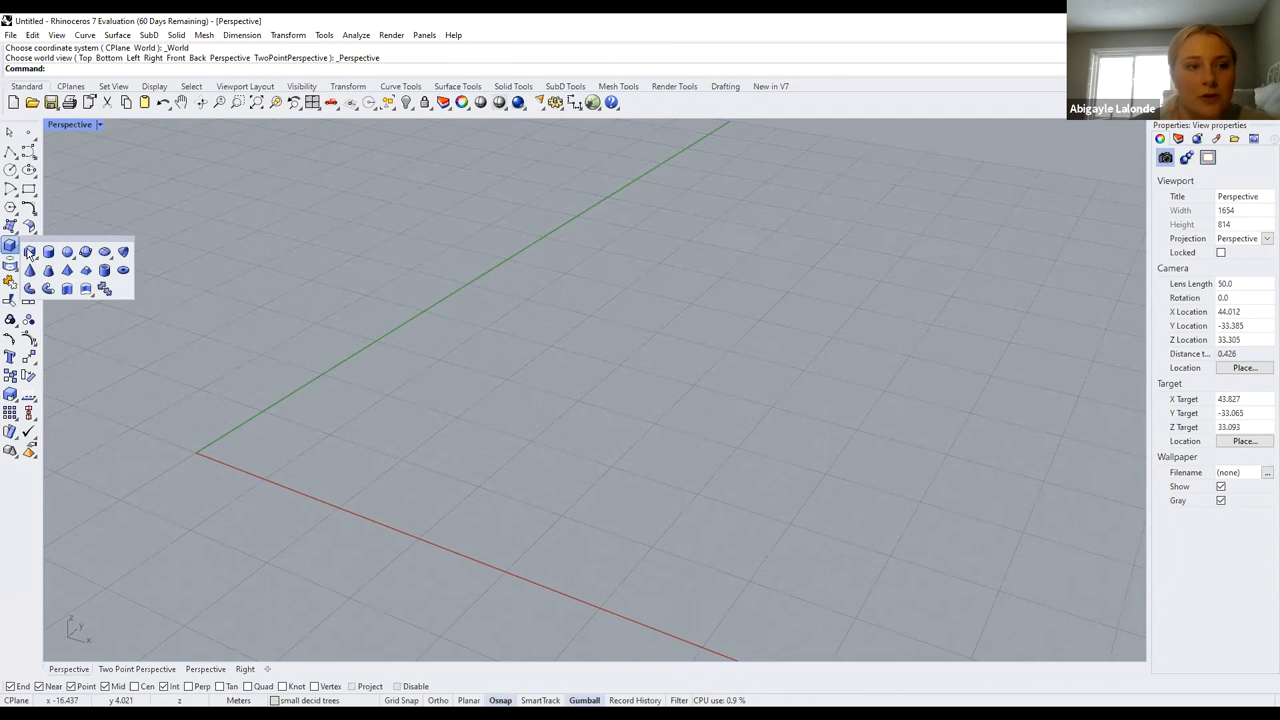 Untitled - Rhinoceros 7 Evaluation (60 Days Remaining) - [Perspective]
File Edit View Curve Surface SubD Solid Mesh Dimension Transform Tools Analyze Render Panels Help
Choose coordinate system ( CPlane World ): _World
Choose world view ( Top Bottom Left Right Front Back Perspective TwoPointPerspective ): _Perspective
Command:
Standard CPlanes Set View Display Select Viewport Layout Visibility Transform Curve Tools Surface Tools Solid Tools SubD Tools Mesh Tools Render Tools Drafting New in V7
Abigayle Lalonde
Perspective
Properties: View properties
Viewport
Title Perspective
Width 1654
Height 814
Projection Perspective
Locked
Camera
Lens Length 50.0
Rotation 0.0
X Location 44.012
Y Location -33.385
Z Location 33.305
Distance t... 0.426
Location Place...
Target
X Target 43.827
Y Target -33.065
Z Target 33.093
Location Place...
Wallpaper
Filename (none) ...
Show
Gray
z
y
x
Perspective Two Point Perspective Perspective Right
End Near Point Mid Cen Int Perp Tan Quad Knot Vertex Project Disable
CPlane x -16.437 y 4.021 z Meters small decid trees Grid Snap Ortho Planar Osnap SmartTrack Gumball Record History Filter CPU use: 0.9 %